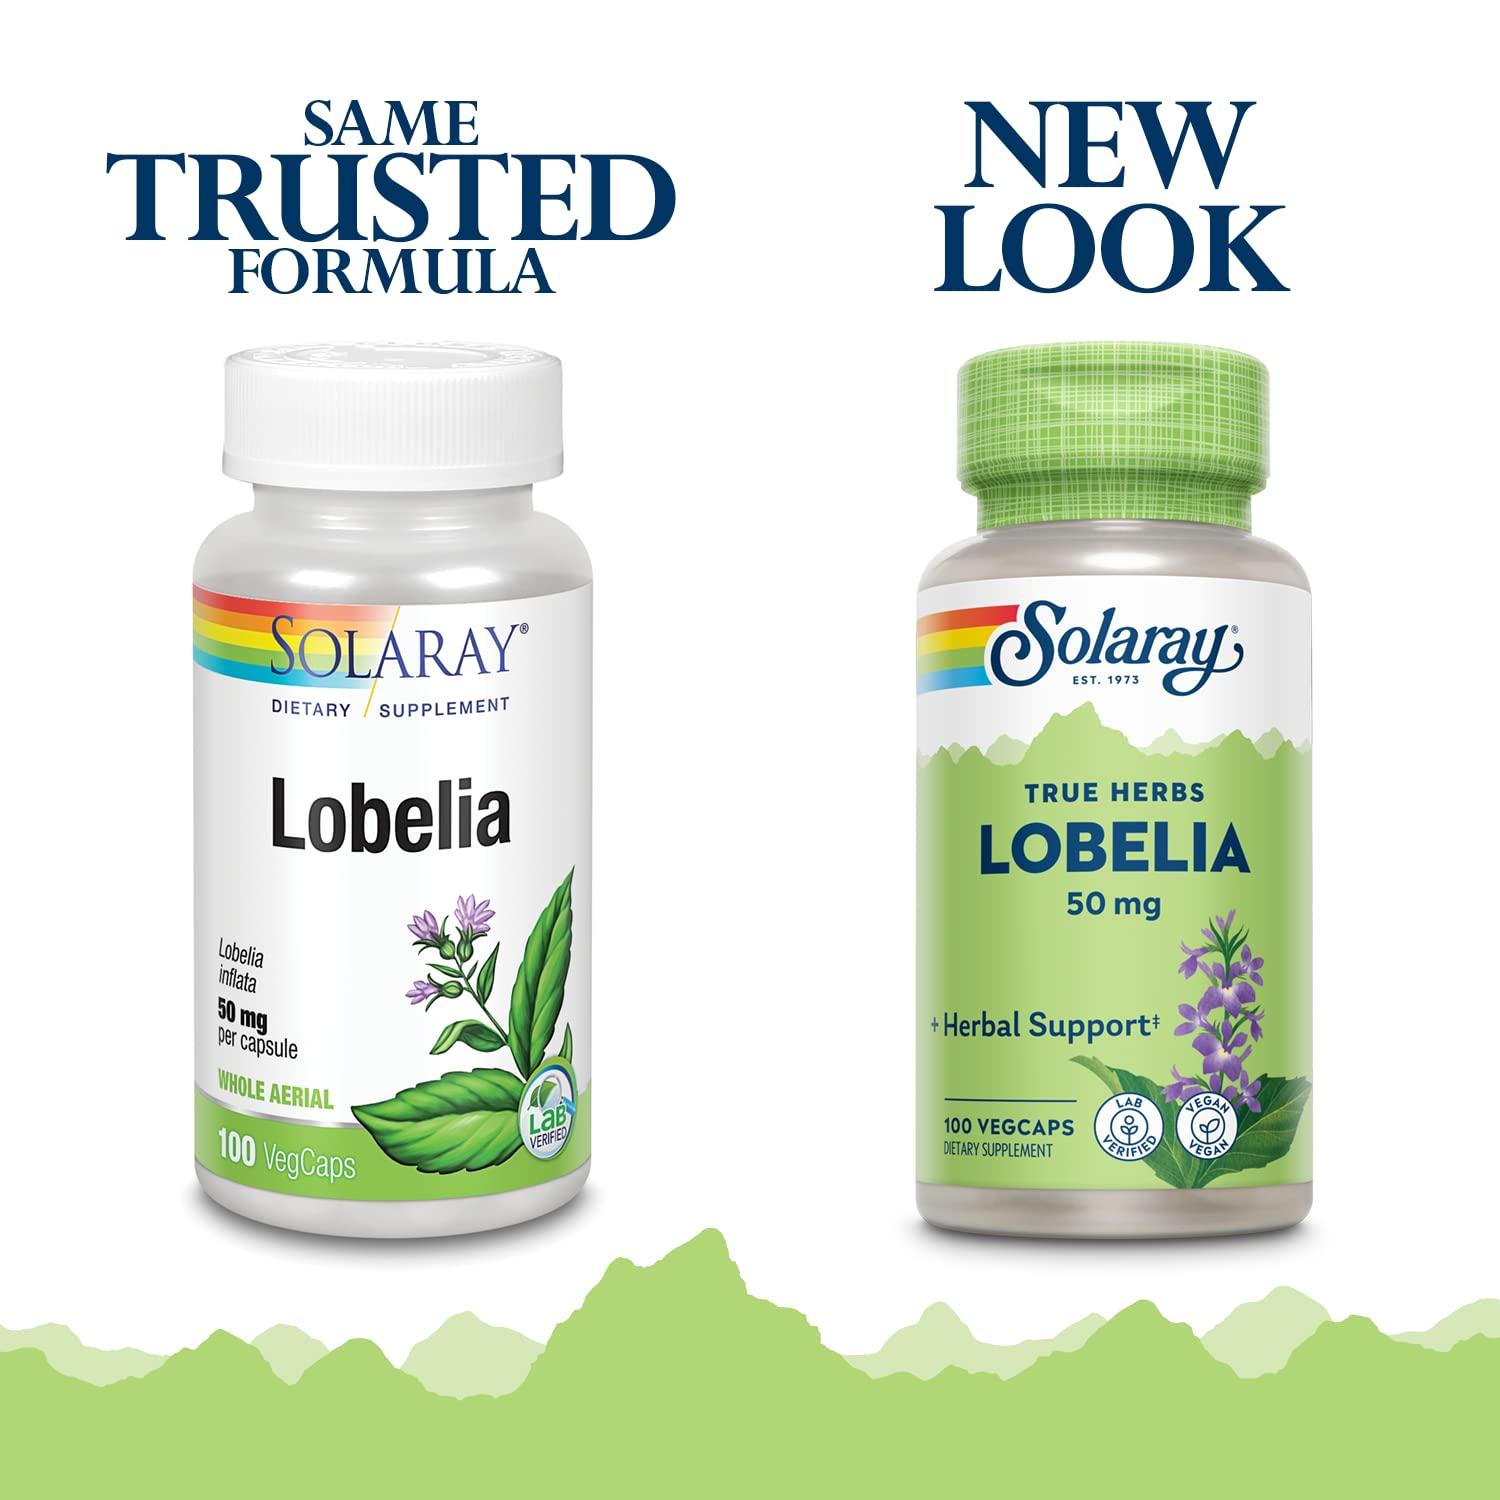 SAME
TRUSTED
FORMULA
NEW
LOOK
SOLARAY®
DIETARY SUPPLEMENT
Lobelia
Lobelia
inflata
50 mg
per capsule
WHOLE AERIAL
100 VegCaps
LAB
VERIFIED
Solaray®
EST. 1973
TRUE HERBS
LOBELIA
50 mg
+ Herbal Support‡
100 VEGCAPS
DIETARY SUPPLEMENT
LAB
VERIFIED
VEGAN
VEGAN